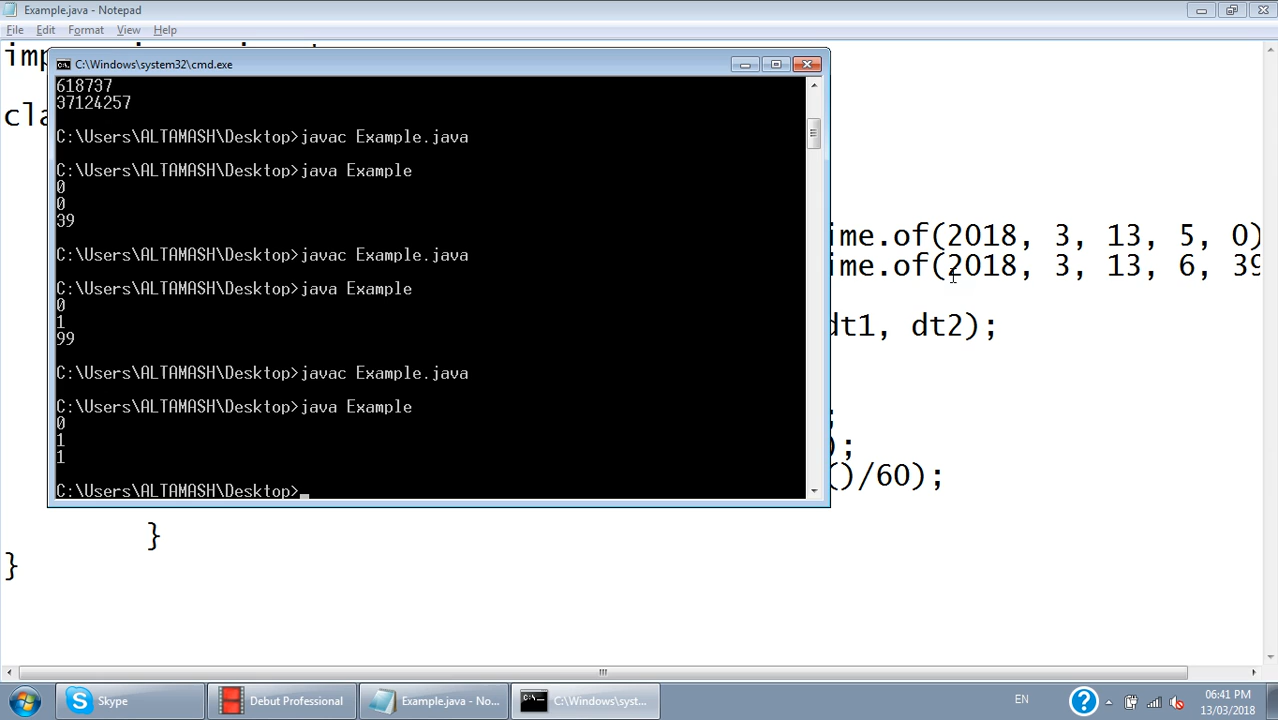 Example.java - Notepad
File Edit Format View Help
imp
C:\Windows\system32\cmd.exe
618737
37124257
cla
C:\Users\ALTAMASH\Desktop>javac Example.java
C:\Users\ALTAMASH\Desktop>java Example
0
0
39
ime.of(2018, 3, 13, 5, 0)
C:\Users\ALTAMASH\Desktop>javac Example.java
ime.of(2018, 3, 13, 6, 39
C:\Users\ALTAMASH\Desktop>java Example
0
1
dt1, dt2);
99
C:\Users\ALTAMASH\Desktop>javac Example.java
C:\Users\ALTAMASH\Desktop>java Example
;
0
1
);
1
()/60);
C:\Users\ALTAMASH\Desktop>_
}
}
Skype
Debut Professional
Example.java - No...
C:\Windows\syst...
EN
06:41 PM
13/03/2018